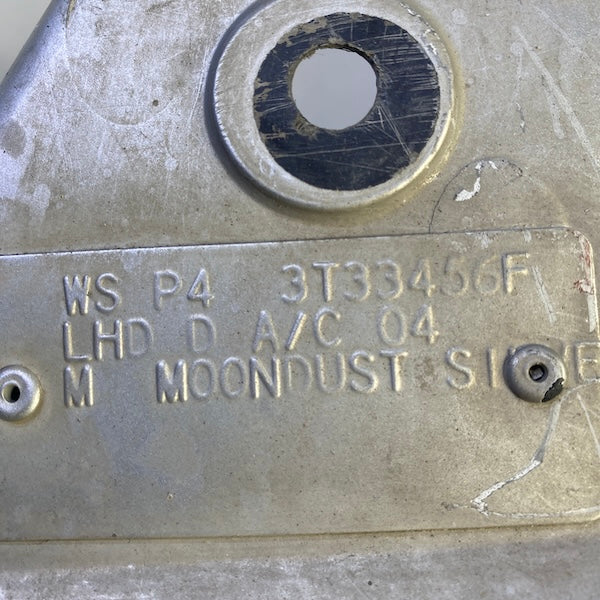 WS P4 3T33456F
LHD D A/C 04
M MOONDUST